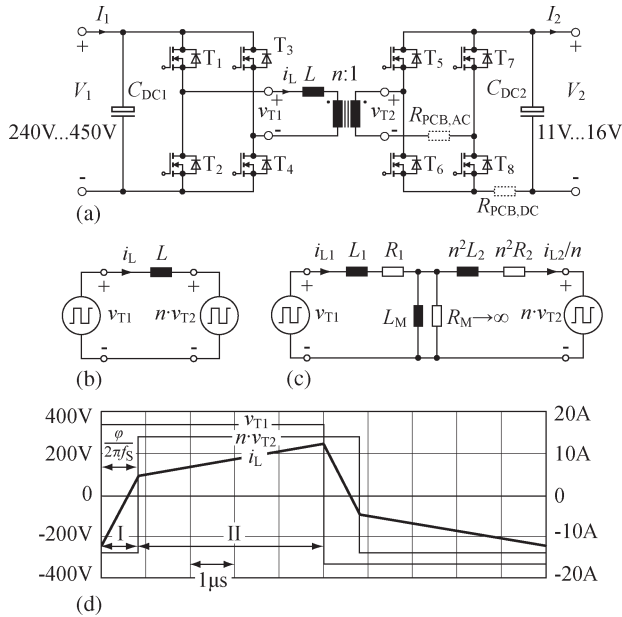 I1 T3 I2
+ T1 iL L n:1 T5 T7 +
V1 CDC1 + + CDC2 V2
vT1 vT2 RPCB,AC
240V...450V 11V...16V
- - - -
T2 T4 T6 T8
(a) RPCB,DC
iL L iL1 L1 R1 n²L2 n²R2 iL2/n
+ + + +
vT1 n·vT2 vT1 LM RM→∞ n·vT2
- - - -
(b) (c)
400V vT1 20A
φ/2πfS n·vT2
200V iL 10A
0 0
-200V I II -10A
1µs
-400V -20A
(d)